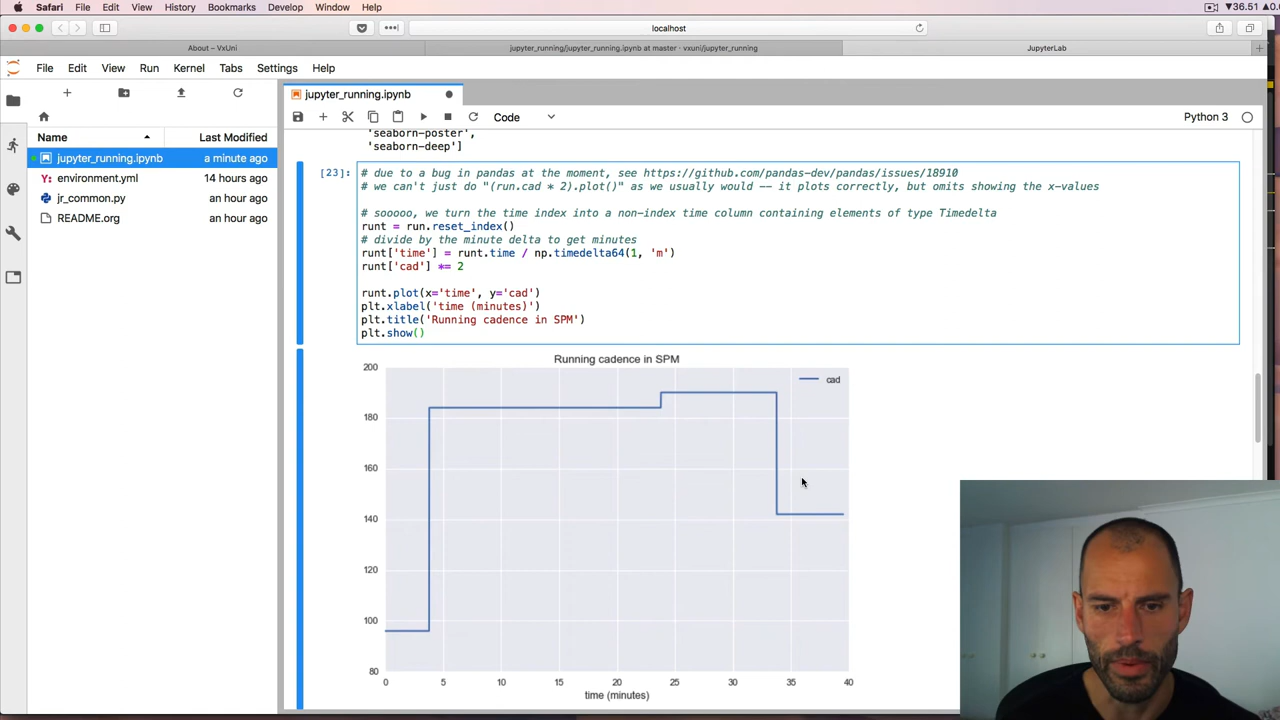 Safari File Edit View History Bookmarks Develop Window Help
36.51
localhost
About – VxUni
jupyter_running/jupyter_running.ipynb at master · vxuni/jupyter_running
JupyterLab
File Edit View Run Kernel Tabs Settings Help
jupyter_running.ipynb
Code
Python 3
Name Last Modified
jupyter_running.ipynb a minute ago
environment.yml 14 hours ago
jr_common.py an hour ago
README.org an hour ago
'seaborn-poster',
'seaborn-deep']
[23]:
# due to a bug in pandas at the moment, see https://github.com/pandas-dev/pandas/issues/18910
# we can't just do "(run.cad * 2).plot()" as we usually would -- it plots correctly, but omits showing the x-values
# sooooo, we turn the time index into a non-index time column containing elements of type Timedelta
runt = run.reset_index()
# divide by the minute delta to get minutes
runt['time'] = runt.time / np.timedelta64(1, 'm')
runt['cad'] *= 2
runt.plot(x='time', y='cad')
plt.xlabel('time (minutes)')
plt.title('Running cadence in SPM')
plt.show()
Running cadence in SPM
cad
200
180
160
140
120
100
80
0 5 10 15 20 25 30 35 40
time (minutes)